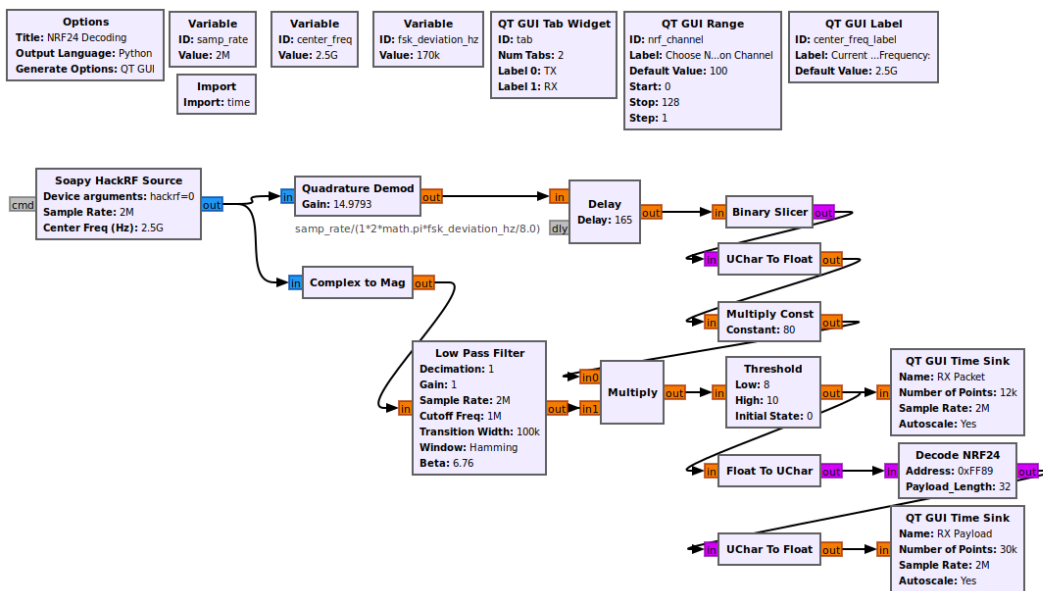 Options
Title: NRF24 Decoding
Output Language: Python
Generate Options: QT GUI
Variable
ID: samp_rate
Value: 2M
Variable
ID: center_freq
Value: 2.5G
Variable
ID: fsk_deviation_hz
Value: 170k
QT GUI Tab Widget
ID: tab
Num Tabs: 2
Label 0: TX
Label 1: RX
QT GUI Range
ID: nrf_channel
Label: Choose N...on Channel
Default Value: 100
Start: 0
Stop: 128
Step: 1
QT GUI Label
ID: center_freq_label
Label: Current ...Frequency:
Default Value: 2.5G
Import
Import: time
Soapy HackRF Source
Device arguments: hackrf=0
Sample Rate: 2M
Center Freq (Hz): 2.5G
cmd
out
in
Quadrature Demod
Gain: 14.9793
out
samp_rate/(1*2*math.pi*fsk_deviation_hz/8.0)
in
dly
Delay
Delay: 165
out
in
Binary Slicer
out
in
UChar To Float
out
in
Complex to Mag
out
in
Multiply Const
Constant: 80
out
in
Low Pass Filter
Decimation: 1
Gain: 1
Sample Rate: 2M
Cutoff Freq: 1M
Transition Width: 100k
Window: Hamming
Beta: 6.76
out
in0
in1
Multiply
out
in
Threshold
Low: 8
High: 10
Initial State: 0
out
in
QT GUI Time Sink
Name: RX Packet
Number of Points: 12k
Sample Rate: 2M
Autoscale: Yes
in
Float To UChar
out
in
Decode NRF24
Address: 0xFF89
Payload_Length: 32
out
in
UChar To Float
out
in
QT GUI Time Sink
Name: RX Payload
Number of Points: 30k
Sample Rate: 2M
Autoscale: Yes